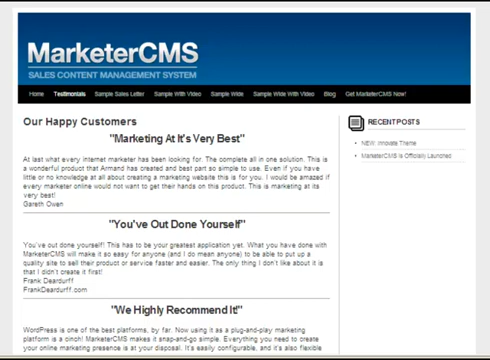 MarketerCMS
SALES CONTENT MANAGEMENT SYSTEM
Home Testimonials Sample Sales Letter Sample With Video Sample Wide Sample Wide With Video Blog Get MarketerCMS Now!
Our Happy Customers
"Marketing At It's Very Best"
At last what every internet marketer has been looking for. The complete all in one solution. This is
a wonderful product that Armand has created and best part so simple to use. Even if you have
little or no knowledge at all about creating a marketing website this is for you. I would be amazed if
every marketer online would not want to get their hands on this product. This is marketing at its
very best!
Gareth Owen
"You've Out Done Yourself"
You've out done yourself! This has to be your greatest application yet. What you have done with
MarketerCMS will make it so easy for anyone (and I do mean anyone) to be able to put up a
quality site to sell their product or service faster and easier. The only thing I don't like about it is
that I didn't create it first!
Frank Deardurff
FrankDeardurff.com
"We Highly Recommend It!"
WordPress is one of the best platforms, by far. Now using it as a plug-and-play marketing
platform is a cinch! MarketerCMS makes it snap-and-go simple. Everything you need to create
your online marketing presence is at your disposal. It's easily configurable, and it's also flexible
RECENT POSTS
NEW: Innovate Theme
MarketerCMS is Officially Launched